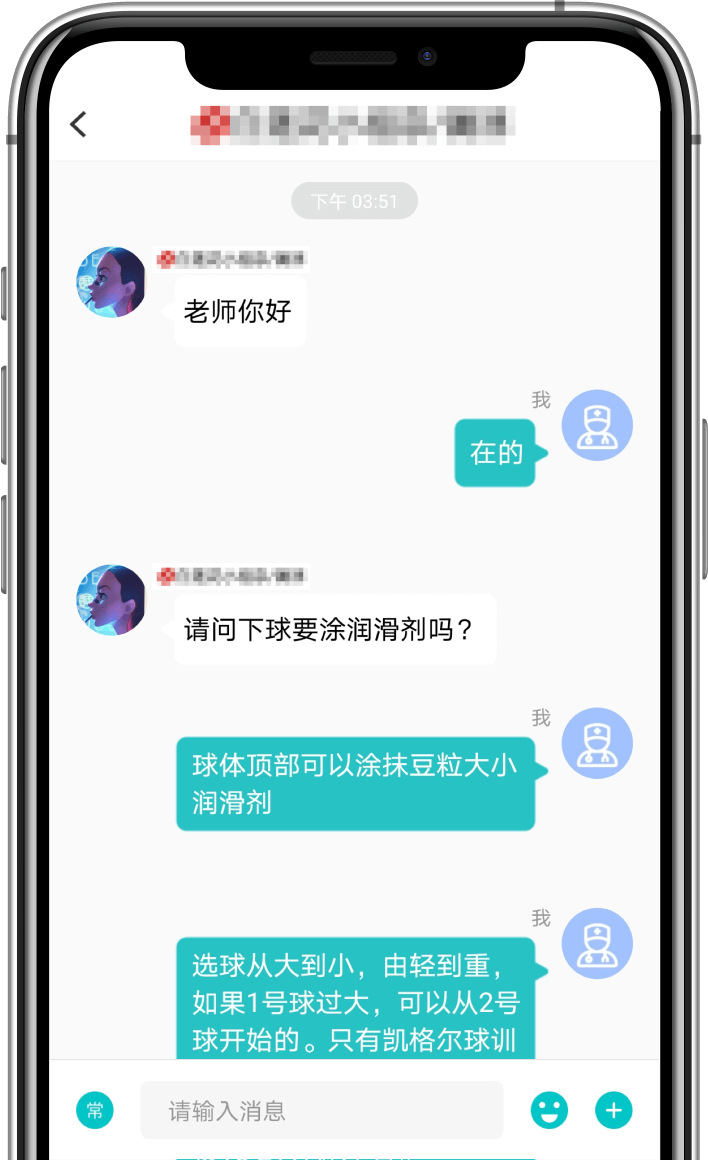 下午 03:51
老师你好
我
在的
请问下球要涂润滑剂吗？
我
球体顶部可以涂抹豆粒大小
润滑剂
我
选球从大到小，由轻到重，
如果1号球过大，可以从2号
球开始的。只有凯格尔球训
常
请输入消息